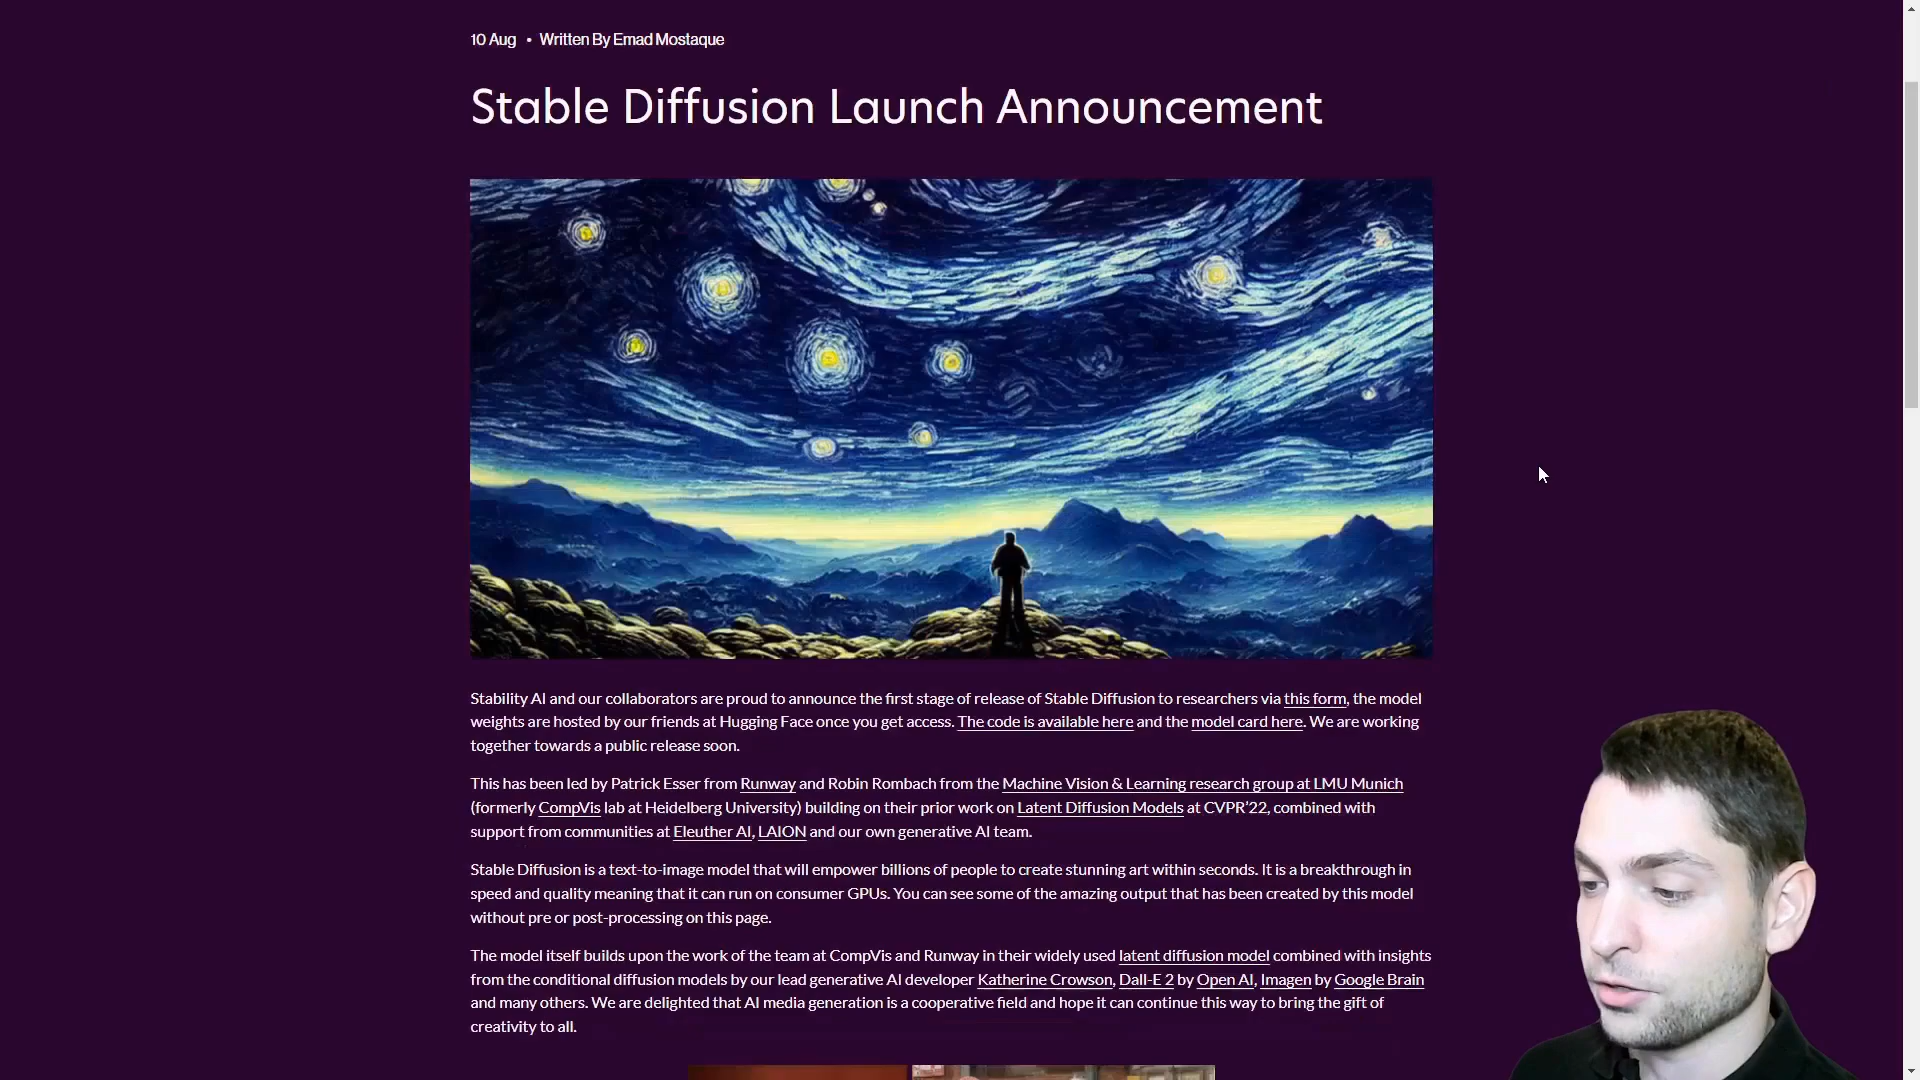 10 Aug • Written By Emad Mostaque
Stable Diffusion Launch Announcement
Stability AI and our collaborators are proud to announce the first stage of release of Stable Diffusion to researchers via this form, the model
weights are hosted by our friends at Hugging Face once you get access. The code is available here and the model card here. We are working
together towards a public release soon.
This has been led by Patrick Esser from Runway and Robin Rombach from the Machine Vision & Learning research group at LMU Munich
(formerly CompVis lab at Heidelberg University) building on their prior work on Latent Diffusion Models at CVPR’22, combined with
support from communities at Eleuther AI, LAION and our own generative AI team.
Stable Diffusion is a text-to-image model that will empower billions of people to create stunning art within seconds. It is a breakthrough in
speed and quality meaning that it can run on consumer GPUs. You can see some of the amazing output that has been created by this model
without pre or post-processing on this page.
The model itself builds upon the work of the team at CompVis and Runway in their widely used latent diffusion model combined with insights
from the conditional diffusion models by our lead generative AI developer Katherine Crowson, Dall-E 2 by Open AI, Imagen by Google Brain
and many others. We are delighted that AI media generation is a cooperative field and hope it can continue this way to bring the gift of
creativity to all.